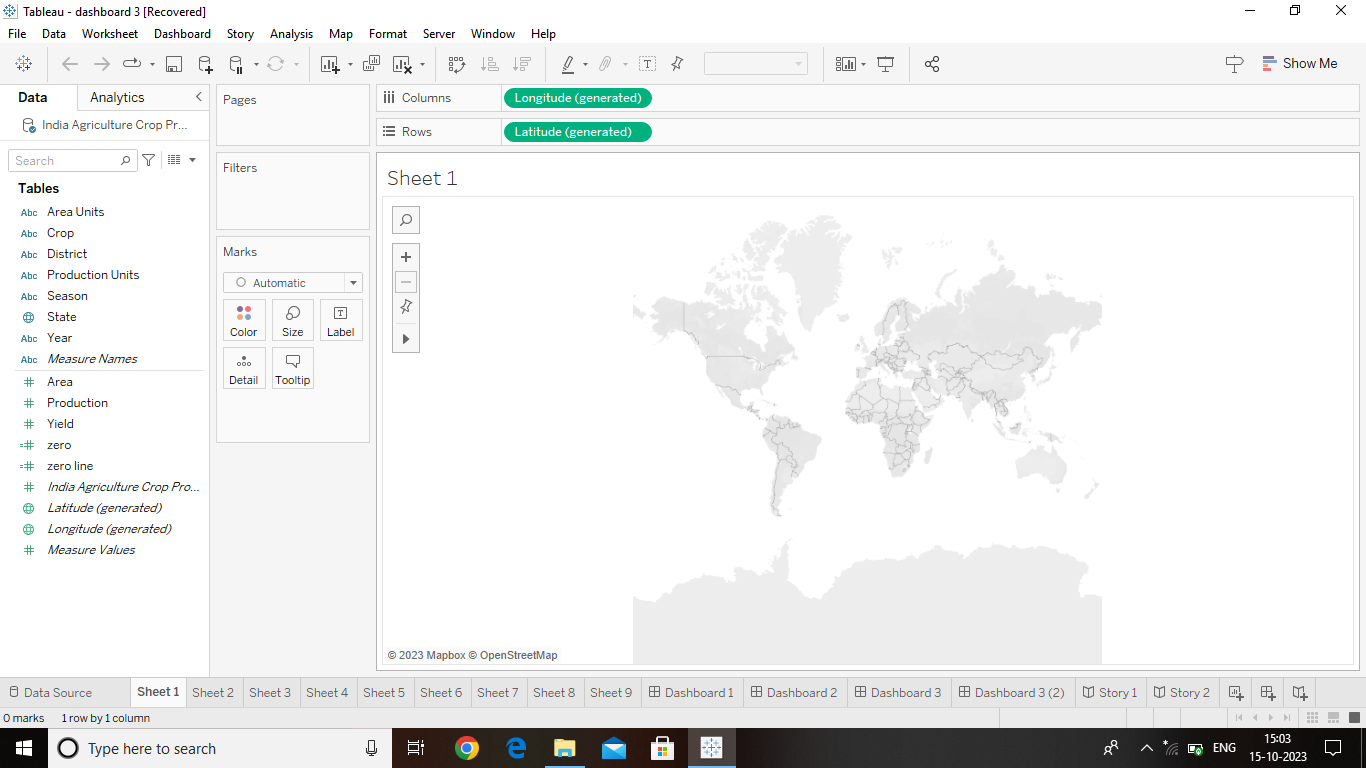 Tableau - dashboard 3 [Recovered]
File Data Worksheet Dashboard Story Analysis Map Format Server Window Help
Show Me
Data Analytics
India Agriculture Crop Pr...
Search
Tables
Abc Area Units
Abc Crop
Abc District
Abc Production Units
Abc Season
State
Abc Year
Abc Measure Names
# Area
# Production
# Yield
=# zero
=# zero line
# India Agriculture Crop Pro...
Latitude (generated)
Longitude (generated)
# Measure Values
Pages
Filters
Marks
Automatic
Color Size Label
Detail Tooltip
Columns Longitude (generated)
Rows Latitude (generated)
Sheet 1
© 2023 Mapbox © OpenStreetMap
Data Source Sheet 1 Sheet 2 Sheet 3 Sheet 4 Sheet 5 Sheet 6 Sheet 7 Sheet 8 Sheet 9 Dashboard 1 Dashboard 2 Dashboard 3 Dashboard 3 (2) Story 1 Story 2
0 marks 1 row by 1 column
Type here to search
ENG
15:03
15-10-2023